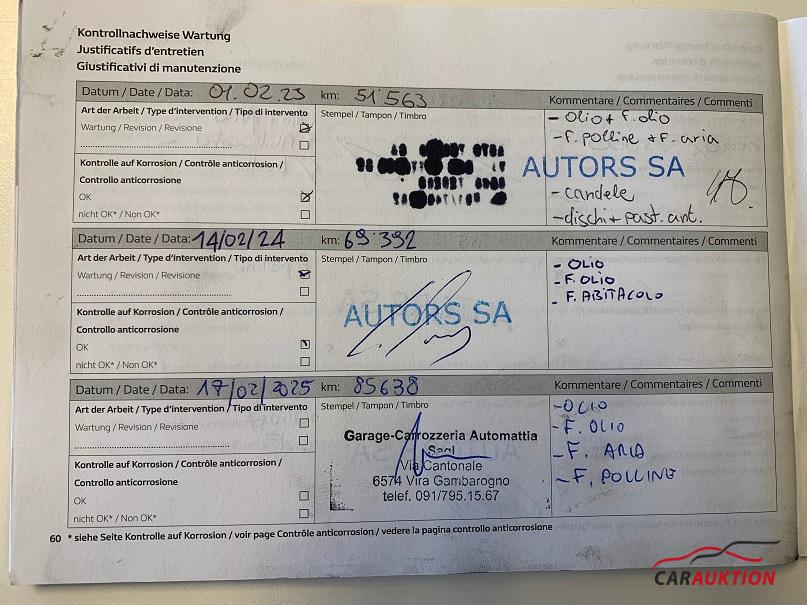 Kontrollnachweise Wartung
Justificatifs d'entretien
Giustificativi di manutenzione
Datum / Date / Data: 01.02.23 km: 51'563 Kommentare / Commentaires / Commenti
Art der Arbeit / Type d'intervention / Tipo di intervento
Wartung / Revision / Revisione
Kontrolle auf Korrosion / Contrôle anticorrosion /
Controllo anticorrosione
OK
nicht OK* / Non OK*
Stempel / Tampon / Timbro
AUTORS SA
- olio + f. olio
- f. polline + f. aria
- candele
- dischi + past. ant.
Datum / Date / Data: 14/02/24 km: 69'392 Kommentare / Commentaires / Commenti
Art der Arbeit / Type d'intervention / Tipo di intervento
Wartung / Revision / Revisione
Kontrolle auf Korrosion / Contrôle anticorrosion /
Controllo anticorrosione
OK
nicht OK* / Non OK*
Stempel / Tampon / Timbro
AUTORS SA
- OLIO
- F. OLIO
- F. ABITACOLO
Datum / Date / Data: 17/02/2025 km: 85638 Kommentare / Commentaires / Commenti
Art der Arbeit / Type d'intervention / Tipo di intervento
Wartung / Revision / Revisione
Kontrolle auf Korrosion / Contrôle anticorrosion /
Controllo anticorrosione
OK
nicht OK* / Non OK*
Stempel / Tampon / Timbro
Garage-Carrozzeria Automattia
Sagl
Via Cantonale
6574 Vira Gambarogno
telef. 091/795.15.67
- OLIO
- F. OLIO
- F. ARIA
- F. POLLINE
60 * siehe Seite Kontrolle auf Korrosion / voir page Contrôle anticorrosion / vedere la pagina controllo anticorrosione
CARAUKTION